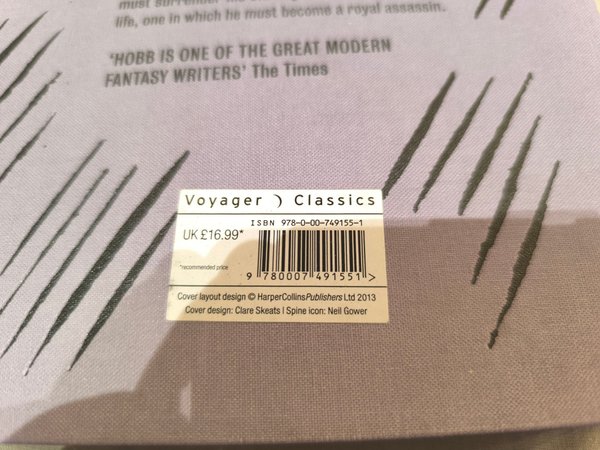 must surrender
life, one in which he must become a royal assassin.
'HOBB IS ONE OF THE GREAT MODERN
FANTASY WRITERS' The Times
Voyager Classics
ISBN 978-0-00-749155-1
UK £16.99*
*recommended price
9 780007 491551 >
Cover layout design © HarperCollinsPublishers Ltd 2013
Cover design: Clare Skeats | Spine icon: Neil Gower